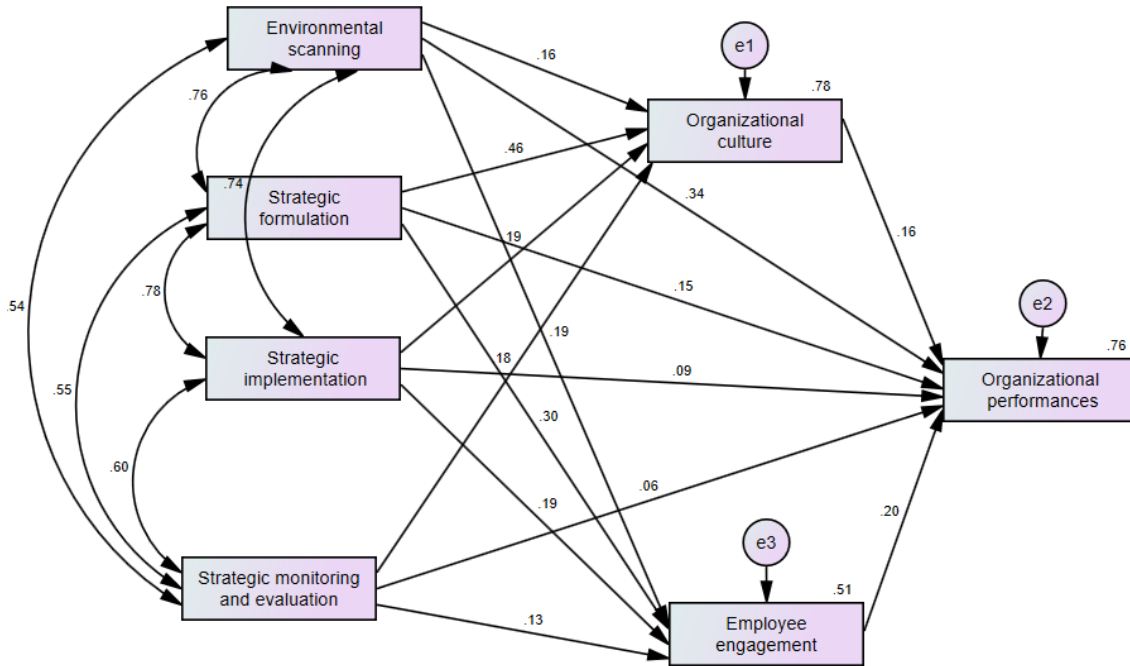 Environmental
scanning
e1
.16
.76
.78
Organizational
culture
.46
.74
Strategic
formulation
.34
.19
.16
.78
.15
.54
e2
.76
Strategic
implementation
18
.19
.09
Organizational
performances
.55
.30
.60
.06
.19
.20
e3
Strategic monitoring
and evaluation
.51
.13
Employee
engagement